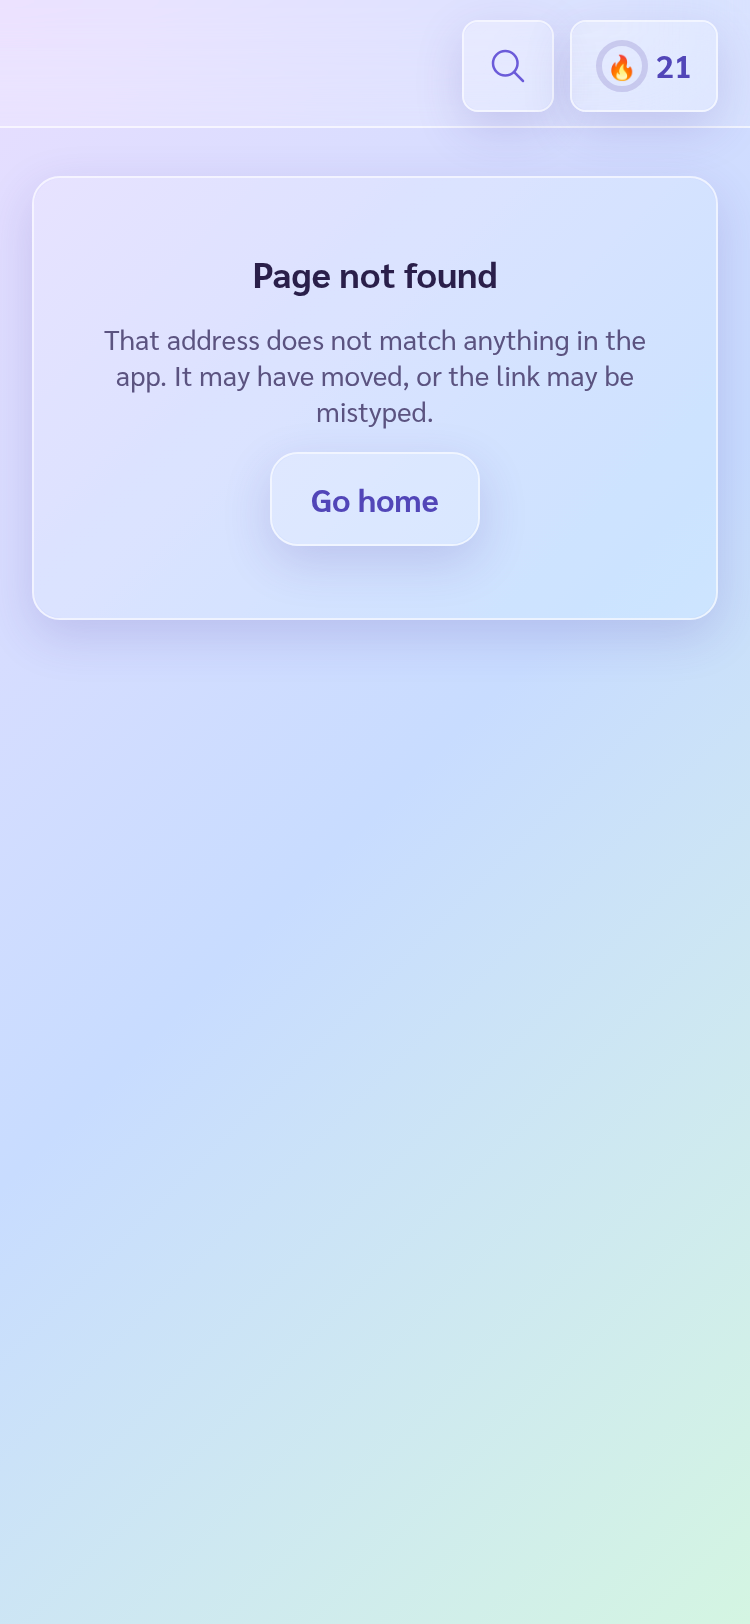 🔥 21
Page not found
That address does not match anything in the
app. It may have moved, or the link may be
mistyped.
Go home